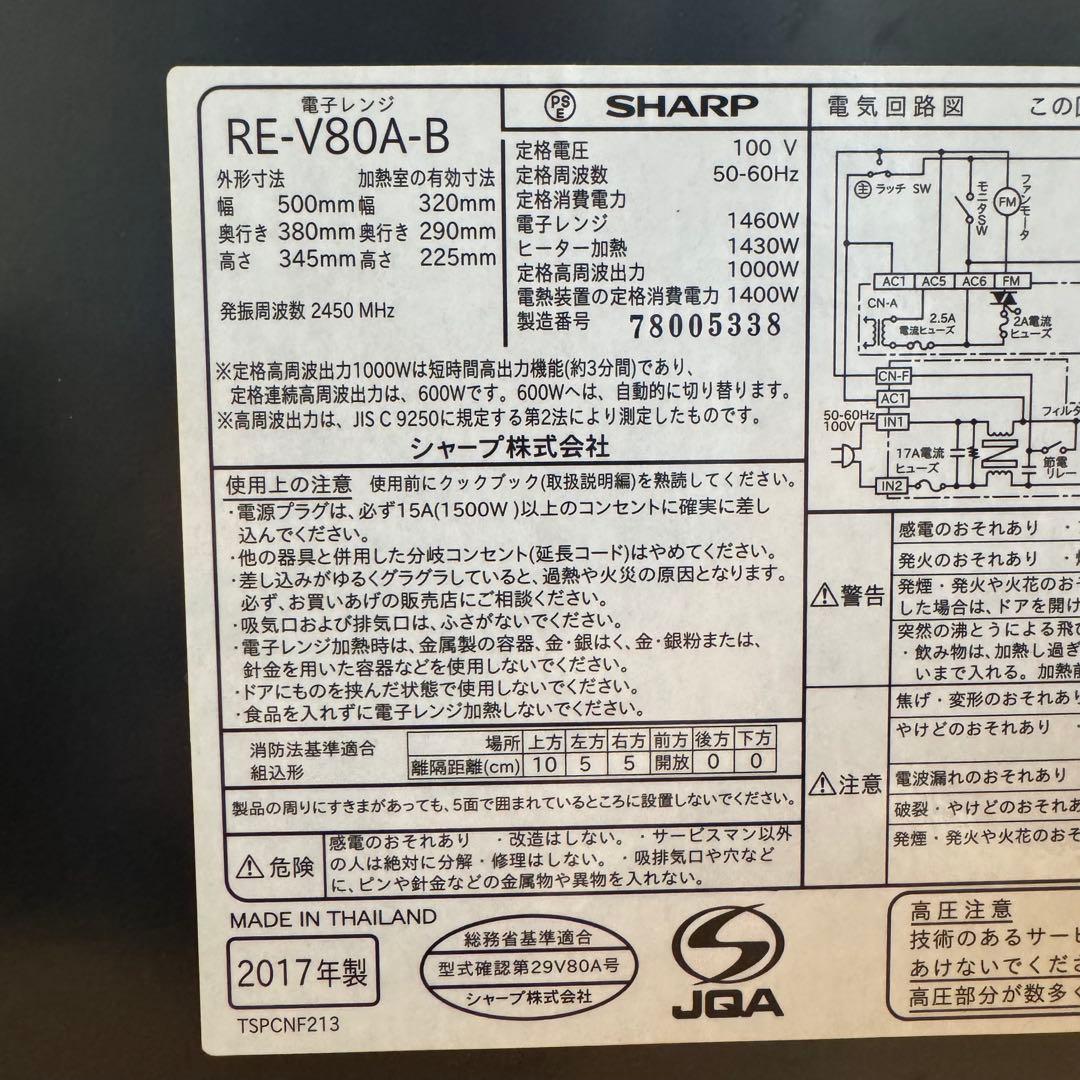 電子レンジ
RE-V80A-B
外形寸法 加熱室の有効寸法
幅 500mm 幅 320mm
奥行き 380mm 奥行き 290mm
高さ 345mm 高さ 225mm
発振周波数 2450 MHz
PSE SHARP
定格電圧 100 V
定格周波数 50-60Hz
定格消費電力
電子レンジ 1460W
ヒーター加熱 1430W
定格高周波出力 1000W
電熱装置の定格消費電力 1400W
製造番号 78005338
※定格高周波出力1000Wは短時間高出力機能(約3分間)であり、
定格連続高周波出力は、600Wです。600Wへは、自動的に切り替ります。
※高周波出力は、JIS C 9250に規定する第2法により測定したものです。
シャープ株式会社
使用上の注意 使用前にクックブック(取扱説明編)を熟読してください。
・電源プラグは、必ず15A(1500W )以上のコンセントに確実に差し
込んでください。
・他の器具と併用した分岐コンセント(延長コード)はやめてください。
・差し込みがゆるくグラグラしていると、過熱や火災の原因となります。
必ず、お買いあげの販売店にご相談ください。
・吸気口および排気口は、ふさがないでください。
・電子レンジ加熱時は、金属製の容器、金・銀はく、金・銀粉または、
針金を用いた容器などを使用しないでください。
・ドアにものを挟んだ状態で使用しないでください。
・食品を入れずに電子レンジ加熱しないでください。
消防法基準適合
組込形
場所 上方 左方 右方 前方 後方 下方
離隔距離(cm) 10 5 5 開放 0 0
製品の周りにすきまがあっても、5面で囲まれているところに設置しないでください。
⚠危険
感電のおそれあり ・改造はしない。・サービスマン以外
の人は絶対に分解・修理はしない。・吸排気口や穴など
に、ピンや針金などの金属物や異物を入れない。
MADE IN THAILAND
2017年製
TSPCNF213
総務省基準適合
型式確認第29V80A号
シャープ株式会社
JQA
電気回路図 この
主 ラッチ SW
モニタSW
FM
ファンモータ
AC1 AC5 AC6 FM
CN-A
2.5A
電流ヒューズ
2A電流
ヒューズ
CN-F
AC1
50-60Hz
100V
IN1
17A電流
ヒューズ
IN2
フィルタ
節電
リレー
⚠警告
感電のおそれあり ・
発火のおそれあり ・
発煙・発火や火花のお
した場合は、ドアを開け
突然の沸とうによる飛び
・飲み物は、加熱し過ぎ
いまで入れる。加熱前
⚠注意
焦げ・変形のおそれあり
やけどのおそれあり ・
電波漏れのおそれあり
破裂・やけどのおそれあ
発煙・発火や火花のおそ
高圧注意
技術のあるサー
あけないでくださ
高圧部分が数多く